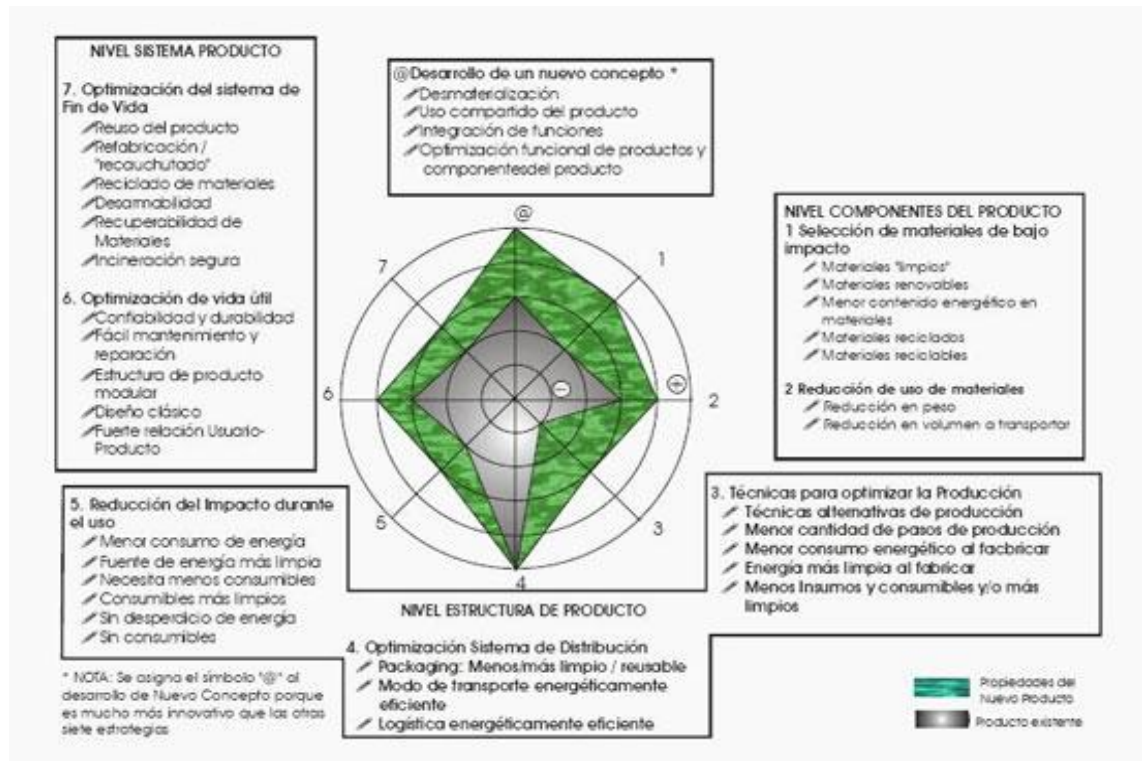 NIVEL SISTEMA PRODUCTO
7. Optimización del sistema de
Fin de Vida
Reuso del producto
Refabricación /
"recauchutado"
Reciclado de materiales
Desarmabilidad
Recuperabilidad de
Materiales
Incineración segura
6. Optimización de vida útil
Confiabilidad y durabilidad
Fácil mantenimiento y
reparación
Estructura de producto
modular
Diseño clásico
Fuerte relación Usuario-
Producto
@Desarrollo de un nuevo concepto *
Desmaterialización
Uso compartido del producto
Integración de funciones
Optimización funcional de productos y
componentesdel producto
NIVEL COMPONENTES DEL PRODUCTO
1 Selección de materiales de bajo
impacto
Materiales "limpios"
Materiales renovables
Menor contenido energético en
materiales
Materiales reciclados
Materiales reciclables
2 Reducción de uso de materiales
Reducción en peso
Reducción en volumen a transportar
@
7
1
6
−
+
2
5
3
4
5. Reducción del Impacto durante
el uso
Menor consumo de energía
Fuente de energía más limpia
Necesita menos consumibles
Consumibles más limpios
Sin desperdicio de energía
Sin consumibles
3. Técnicas para optimizar la Producción
Técnicas alternativas de producción
Menor cantidad de pasos de producción
Menor consumo energético al facbricar
Energía más limpia al fabricar
Menos Insumos y consumibles y/o más
limpios
NIVEL ESTRUCTURA DE PRODUCTO
4. Optimización Sistema de Distribución
Packaging: Menos/más limpio / reusable
Modo de transporte energéticamente
eficiente
Logística energéticamente eficiente
* NOTA: Se asigna el símbolo "@" al
desarrollo de Nuevo Concepto porque
es mucho más innovativo que las otras
siete estrategias
Propiedades del
Nuevo Producto
Producto existente